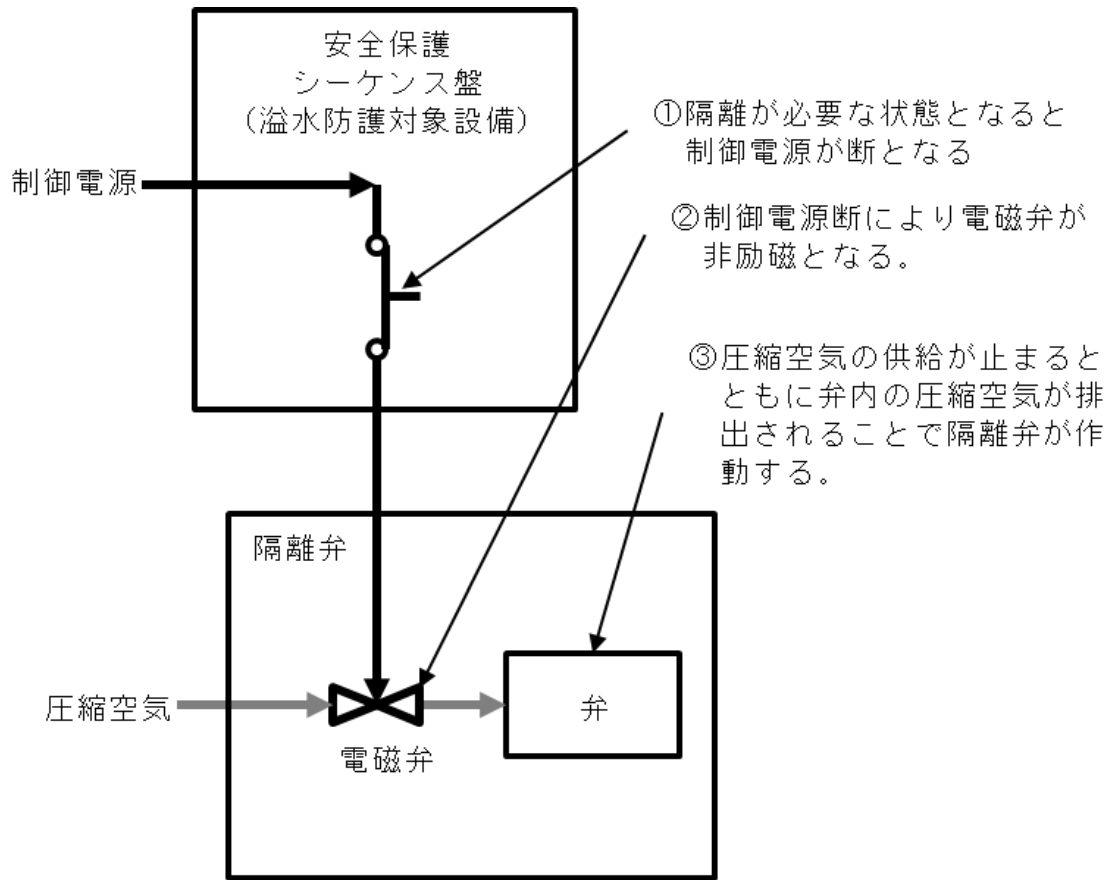 安全保護
シーケンス盤
(溢水防護対象設備)
制御電源
①隔離が必要な状態となると
制御電源が断となる
②制御電源断により電磁弁が
非励磁となる。
③圧縮空気の供給が止まると
ともに弁内の圧縮空気が排
出されることで隔離弁が作
動する。
隔離弁
圧縮空気
電磁弁
弁